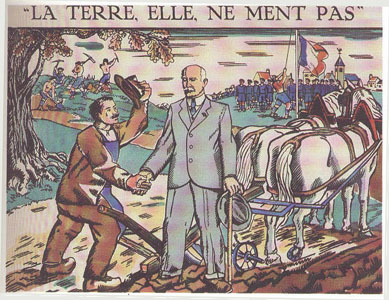 "LA TERRE, ELLE, NE MENT PAS"